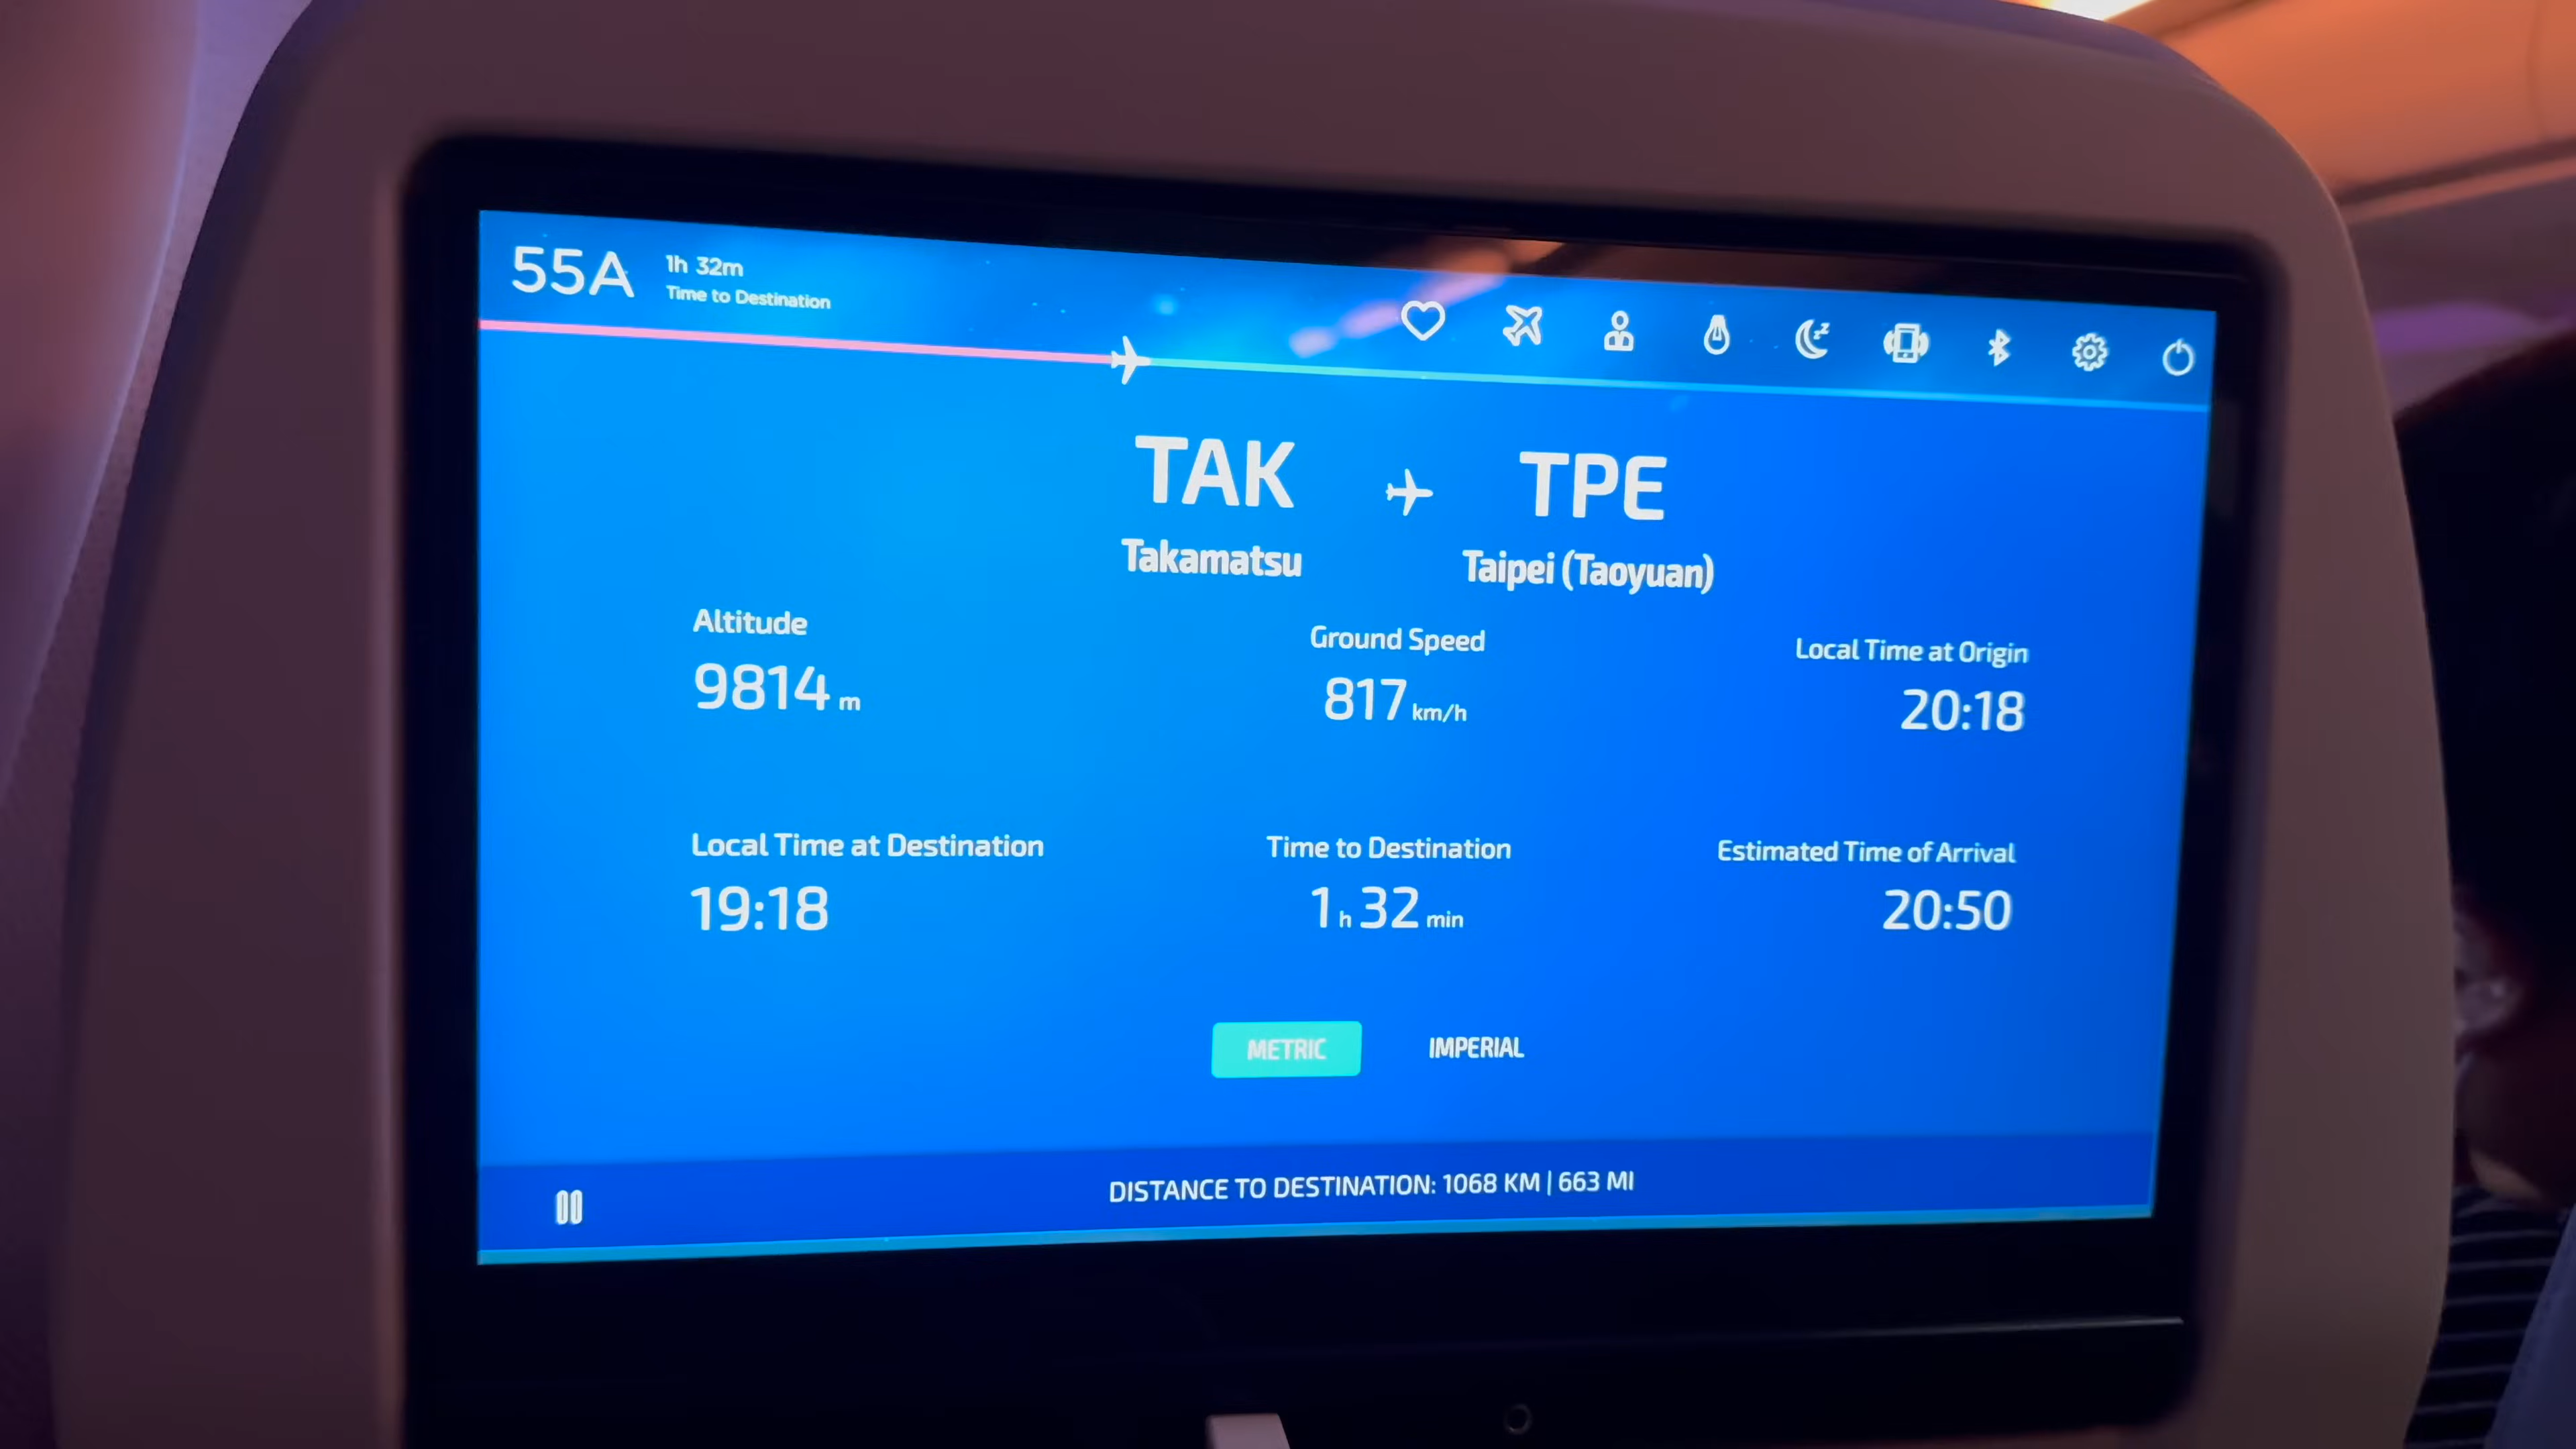 55A
1h 32m
Time to Destination
TAK TPE
Takamatsu Taipei (Taoyuan)
Altitude
9814 m
Ground Speed
817 km/h
Local Time at Origin
20:18
Local Time at Destination
19:18
Time to Destination
1 h 32 min
Estimated Time of Arrival
20:50
METRIC IMPERIAL
DISTANCE TO DESTINATION: 1068 KM | 663 MI